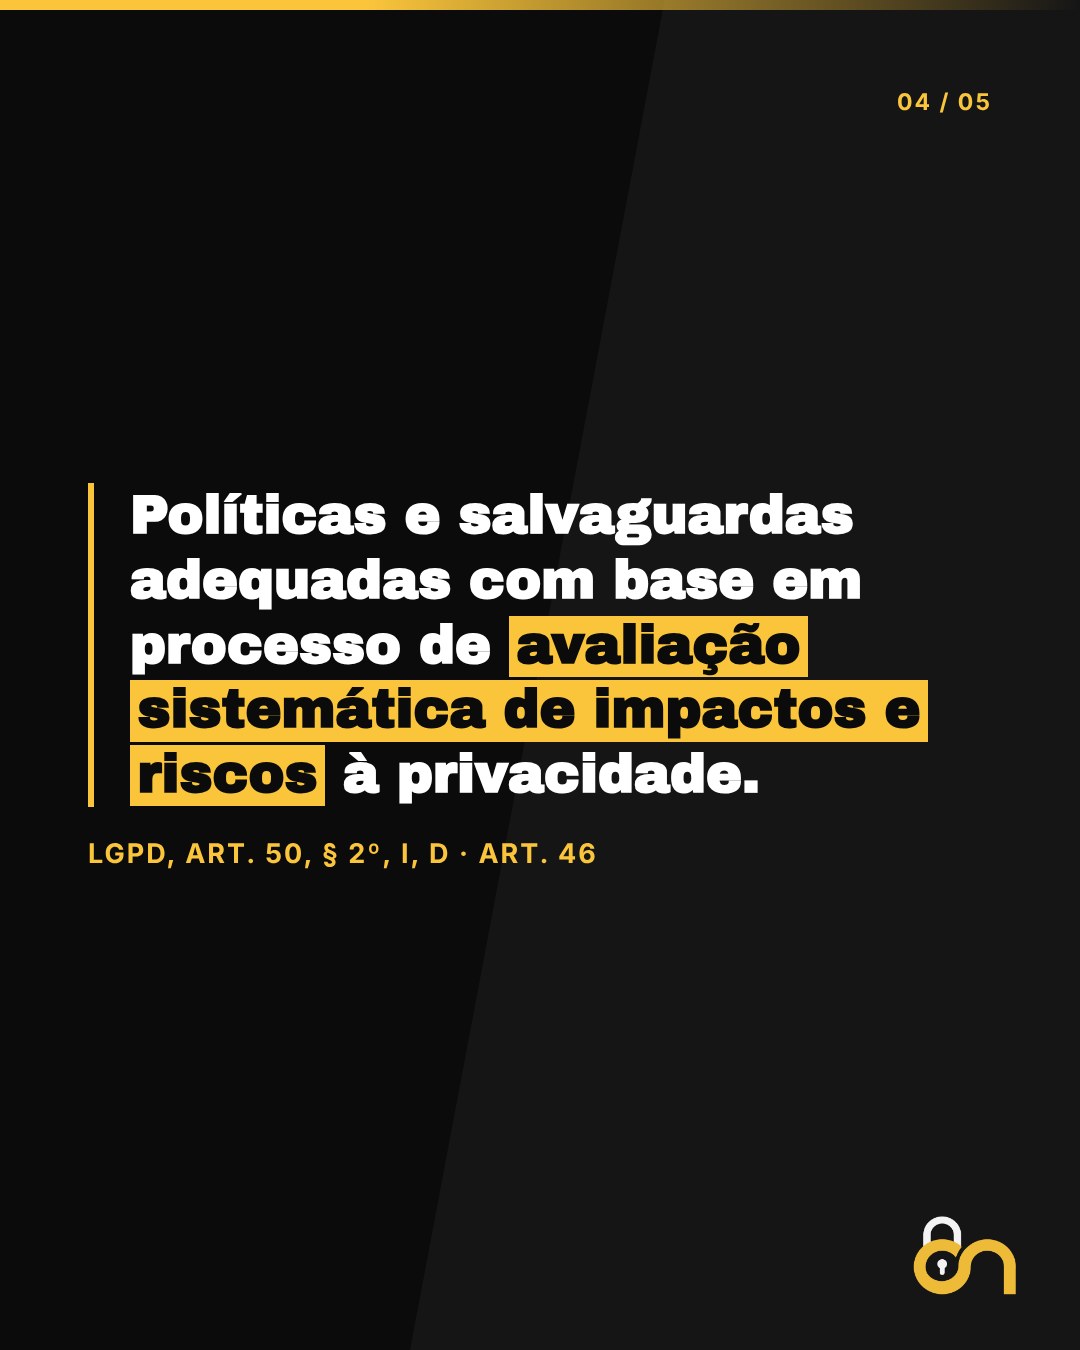 04 / 05
Políticas e salvaguardas
adequadas com base em
processo de avaliação
sistemática de impactos e
riscos à privacidade.
LGPD, ART. 50, § 2º, I, D · ART. 46